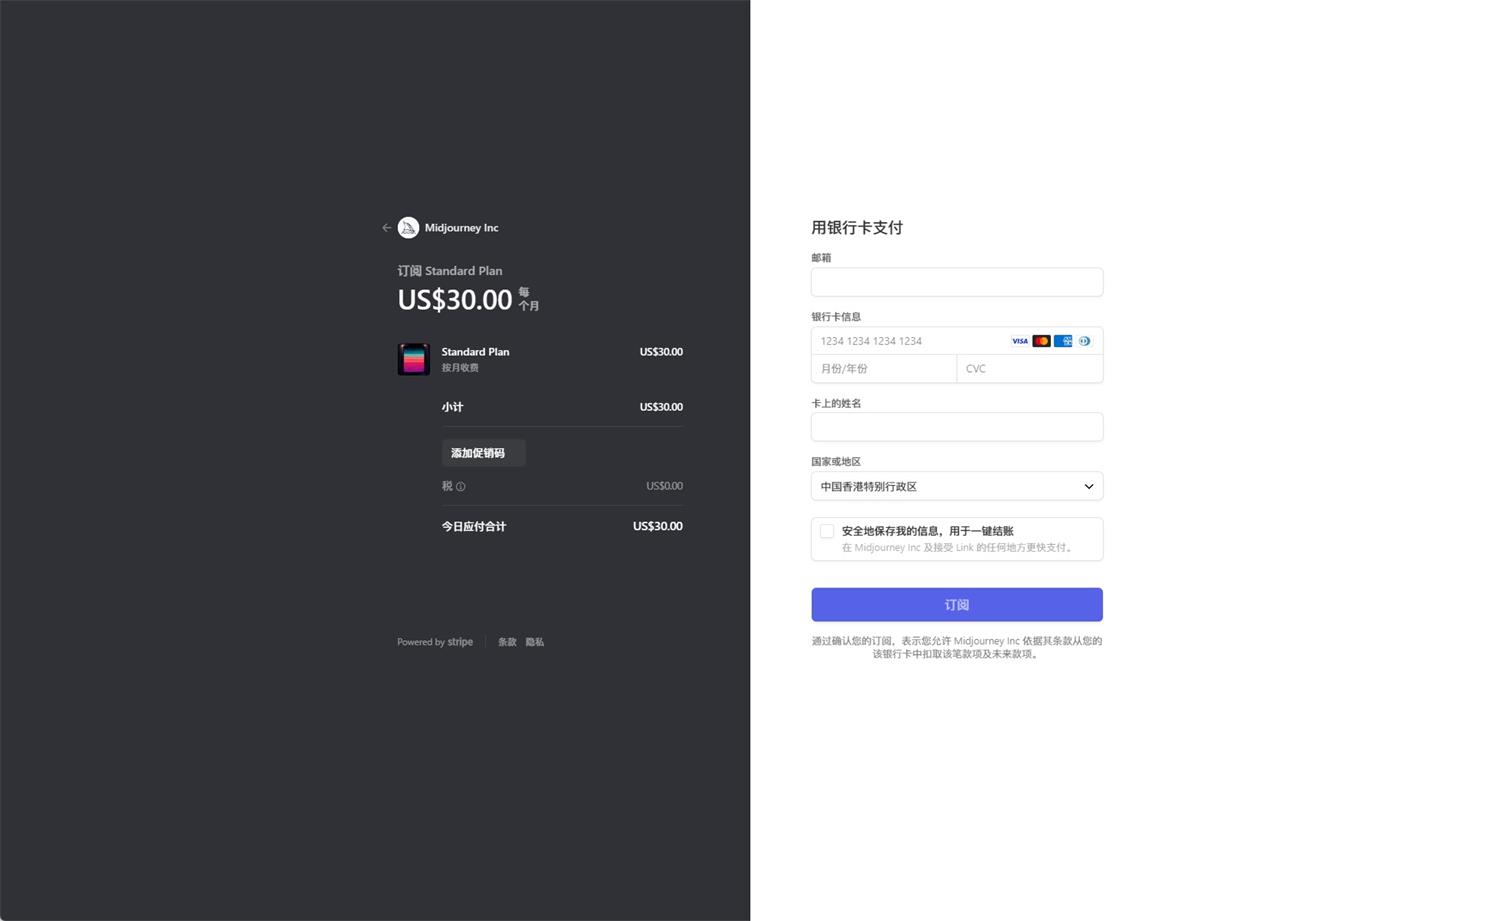 Midjourney Inc
订阅 Standard Plan
US$30.00 每
个月
Standard Plan US$30.00
按月收费
小计 US$30.00
添加促销码
税 US$0.00
今日应付合计 US$30.00
Powered by stripe 条款 隐私
用银行卡支付
邮箱
银行卡信息
1234 1234 1234 1234 VISA
月份/年份 CVC
卡上的姓名
国家或地区
中国香港特别行政区
安全地保存我的信息，用于一键结账
在 Midjourney Inc 及接受 Link 的任何地方更快支付。
订阅
通过确认您的订阅，表示您允许 Midjourney Inc 依据其条款从您的
该银行卡中扣取该笔款项及未来款项。